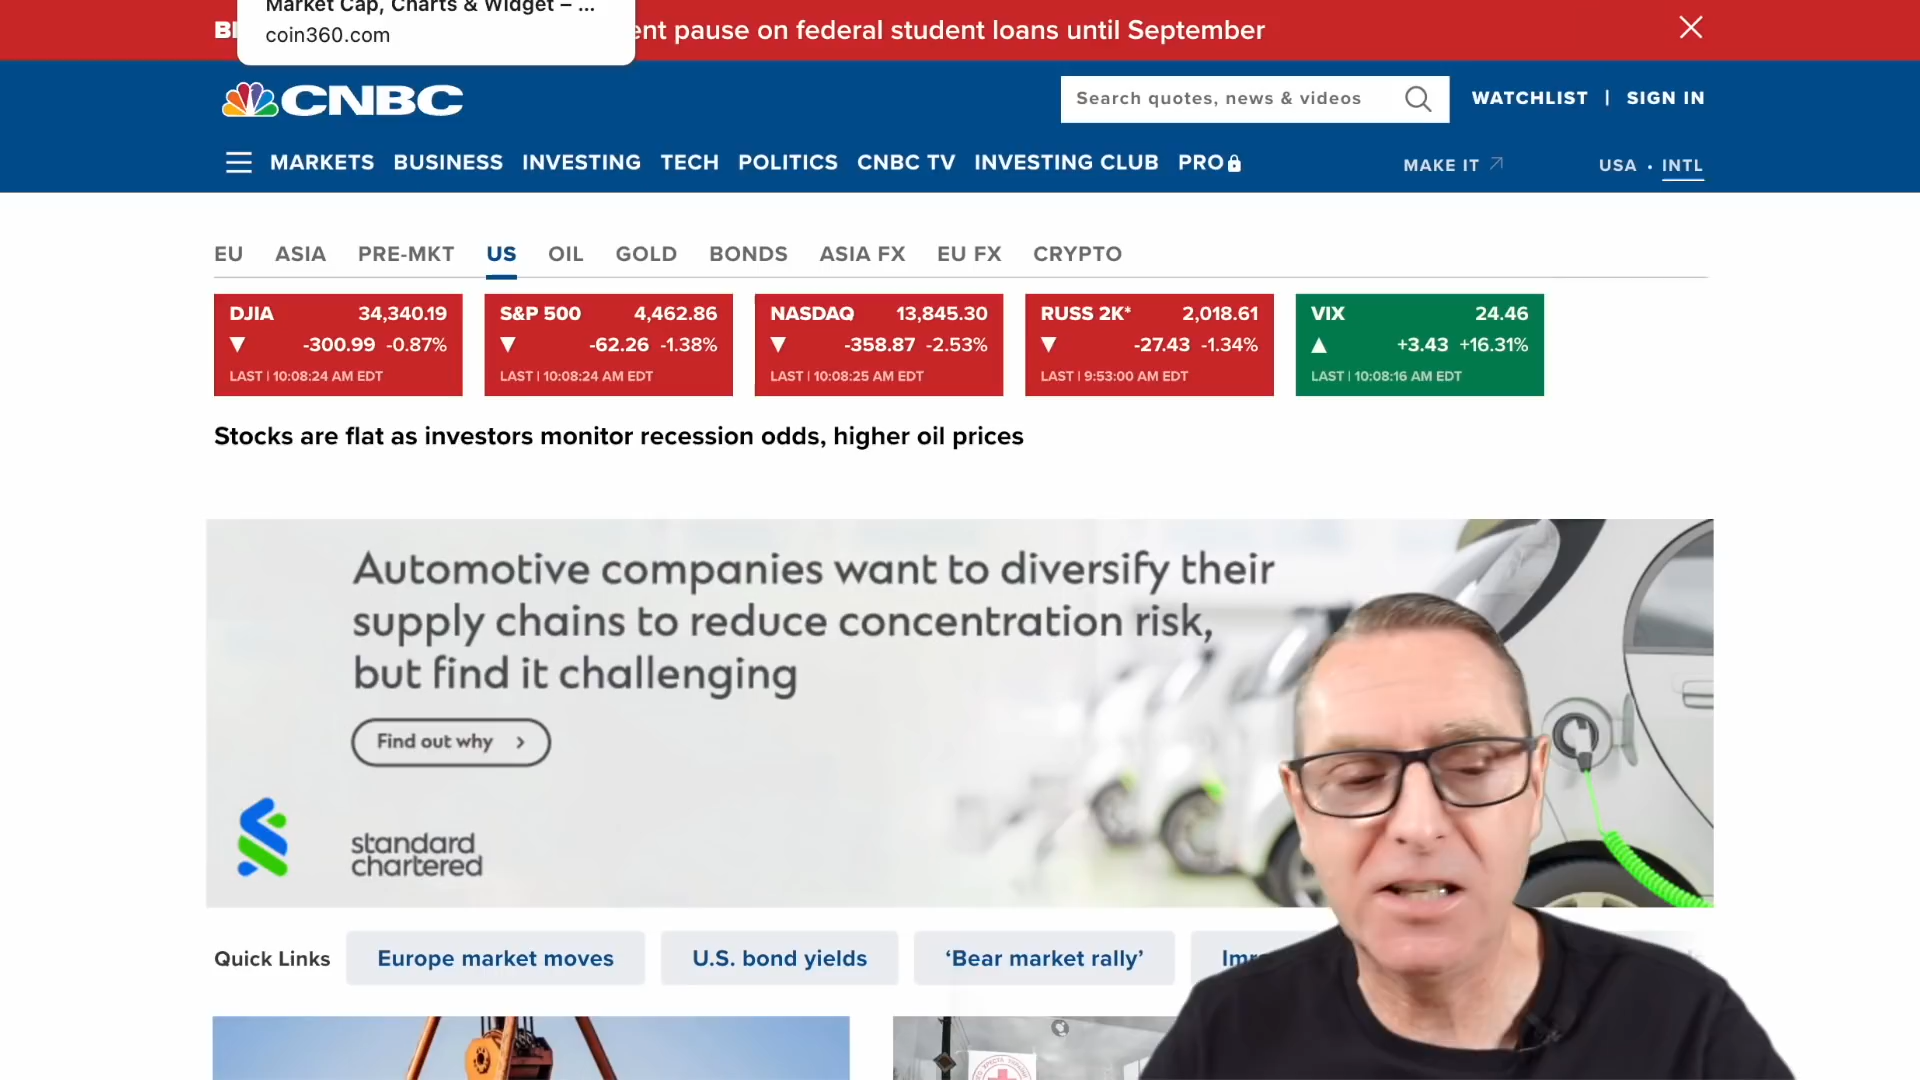 Market Cap, Charts & Widget – ...
coin360.com
pause on federal student loans until September
CNBC
Search quotes, news & videos
WATCHLIST | SIGN IN
MARKETS BUSINESS INVESTING TECH POLITICS CNBC TV INVESTING CLUB PRO
MAKE IT
USA • INTL
EU ASIA PRE-MKT US OIL GOLD BONDS ASIA FX EU FX CRYPTO
DJIA 34,340.19
▼ -300.99 -0.87%
LAST | 10:08:24 AM EDT
S&P 500 4,462.86
▼ -62.26 -1.38%
LAST | 10:08:24 AM EDT
NASDAQ 13,845.30
▼ -358.87 -2.53%
LAST | 10:08:25 AM EDT
RUSS 2K* 2,018.61
▼ -27.43 -1.34%
LAST | 9:53:00 AM EDT
VIX 24.46
▲ +3.43 +16.31%
LAST | 10:08:16 AM EDT
Stocks are flat as investors monitor recession odds, higher oil prices
Automotive companies want to diversify their
supply chains to reduce concentration risk,
but find it challenging
Find out why >
standard
chartered
Quick Links
Europe market moves
U.S. bond yields
‘Bear market rally’